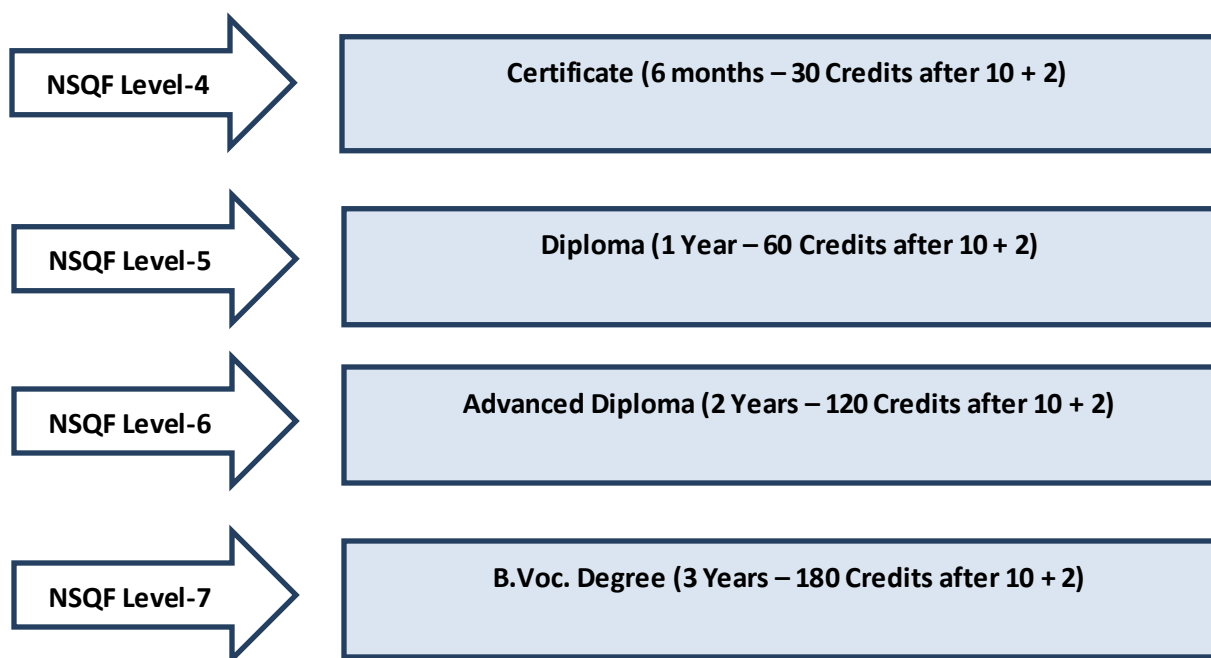 NSQF Level-4
Certificate (6 months – 30 Credits after 10 + 2)
NSQF Level-5
Diploma (1 Year – 60 Credits after 10 + 2)
NSQF Level-6
Advanced Diploma (2 Years – 120 Credits after 10 + 2)
NSQF Level-7
B.Voc. Degree (3 Years – 180 Credits after 10 + 2)